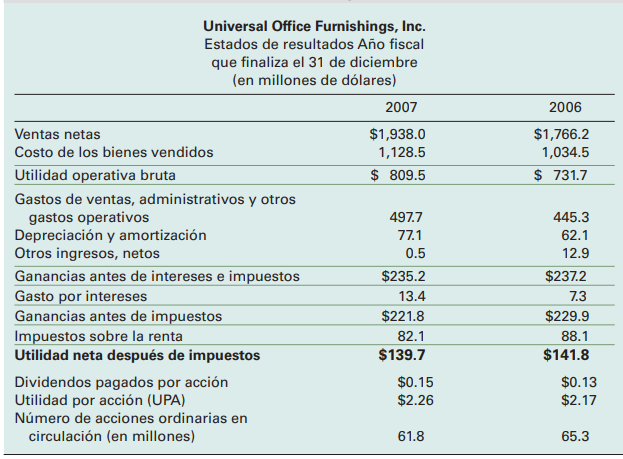 Universal Office Furnishings, Inc.
Estados de resultados Año fiscal
que finaliza el 31 de diciembre
(en millones de dólares)
2007 2006
Ventas netas $1,938.0 $1,766.2
Costo de los bienes vendidos 1,128.5 1,034.5
Utilidad operativa bruta $ 809.5 $ 731.7
Gastos de ventas, administrativos y otros
gastos operativos 497.7 445.3
Depreciación y amortización 77.1 62.1
Otros ingresos, netos 0.5 12.9
Ganancias antes de intereses e impuestos $235.2 $237.2
Gasto por intereses 13.4 7.3
Ganancias antes de impuestos $221.8 $229.9
Impuestos sobre la renta 82.1 88.1
Utilidad neta después de impuestos $139.7 $141.8
Dividendos pagados por acción $0.15 $0.13
Utilidad por acción (UPA) $2.26 $2.17
Número de acciones ordinarias en
circulación (en millones) 61.8 65.3